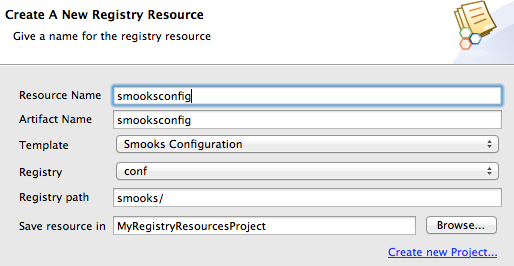 Create A New Registry Resource
Give a name for the registry resource
Resource Name smooksconfig
Artifact Name smooksconfig
Template Smooks Configuration
Registry conf
Registry path smooks/
Save resource in MyRegistryResourcesProject Browse...
Create new Project...